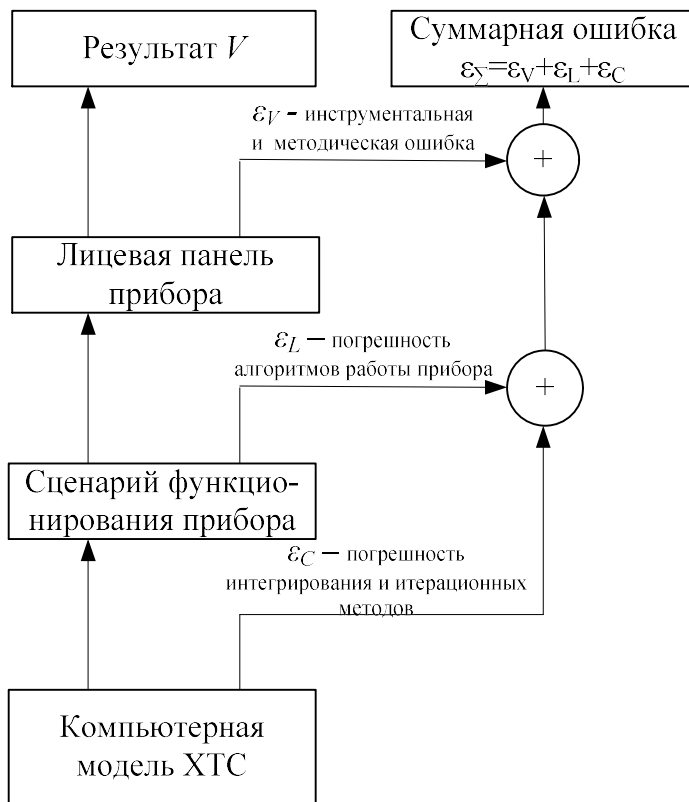 Результат V
Суммарная ошибка
εΣ=εV+εL+εC
εV - инструментальная
и методическая ошибка
+
Лицевая панель
прибора
εL – погрешность
алгоритмов работы прибора
+
Сценарий функцио-
нирования прибора
εC – погрешность
интегрирования и итерационных
методов
Компьютерная
модель ХТС